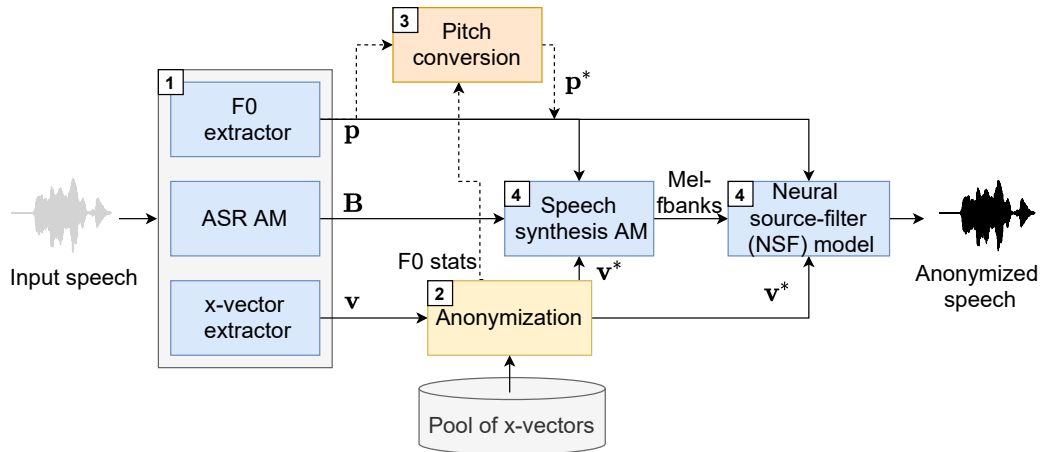 3
Pitch
conversion
p*
1
F0
extractor
p
ASR AM
B
4
Speech
synthesis AM
Mel-
fbanks
4
Neural
source-filter
(NSF) model
Input speech
Anonymized
speech
F0 stats
v*
v*
x-vector
extractor
v
2
Anonymization
Pool of x-vectors